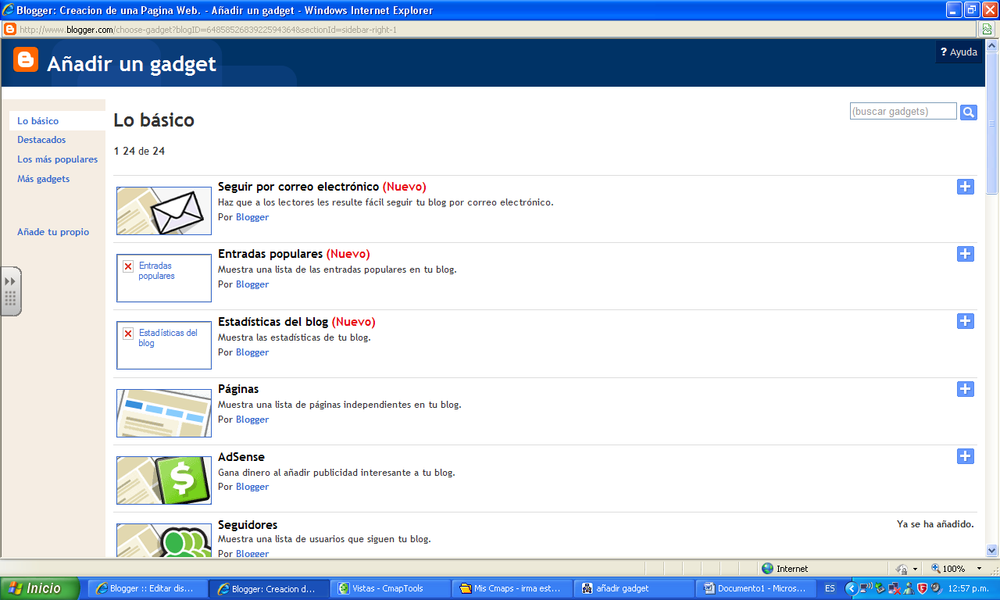 Blogger: Creacion de una Pagina Web. - Añadir un gadget - Windows Internet Explorer
http://www.blogger.com/choose-gadget?blogID=6485852683922594364&sectionId=sidebar-right-1
Añadir un gadget
? Ayuda
Lo básico
Destacados
Los más populares
Más gadgets
Añade tu propio
Lo básico
(buscar gadgets)
1 24 de 24
Seguir por correo electrónico (Nuevo)
Haz que a los lectores les resulte fácil seguir tu blog por correo electrónico.
Por Blogger
Entradas
populares
Entradas populares (Nuevo)
Muestra una lista de las entradas populares en tu blog.
Por Blogger
Estadísticas del
blog
Estadísticas del blog (Nuevo)
Muestra las estadísticas de tu blog.
Por Blogger
Páginas
Muestra una lista de páginas independientes en tu blog.
Por Blogger
$
AdSense
Gana dinero al añadir publicidad interesante a tu blog.
Por Blogger
Seguidores
Ya se ha añadido.
Muestra una lista de usuarios que siguen tu blog.
Por Blogger
Internet
100%
Inicio
Blogger :: Editar dis...
Blogger: Creacion d...
Vistas - CmapTools
Mis Cmaps - irma est...
añadir gadget
Documento1 - Micros...
ES
12:57 p.m.